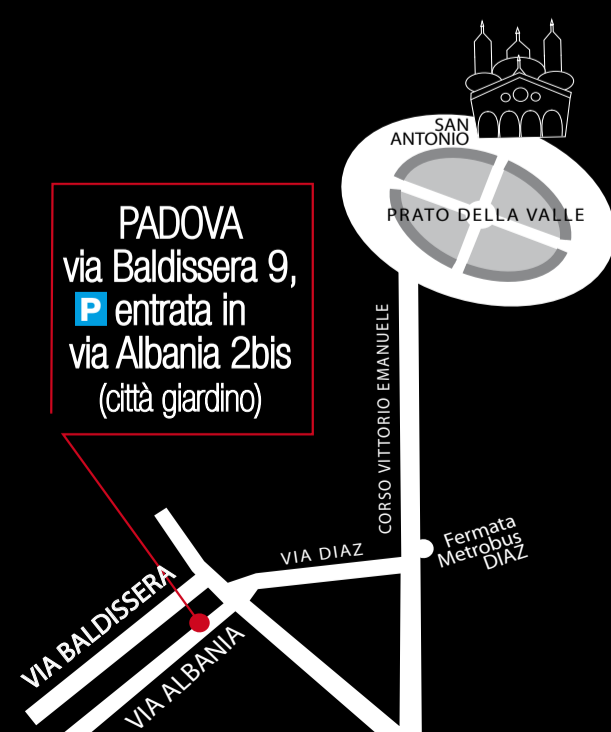 SAN
ANTONIO
PRATO DELLA VALLE
PADOVA
via Baldissera 9,
P entrata in
via Albania 2bis
(città giardino)
CORSO VITTORIO EMANUELE
Fermata
Metrobus
DIAZ
VIA DIAZ
VIA BALDISSERA
VIA ALBANIA